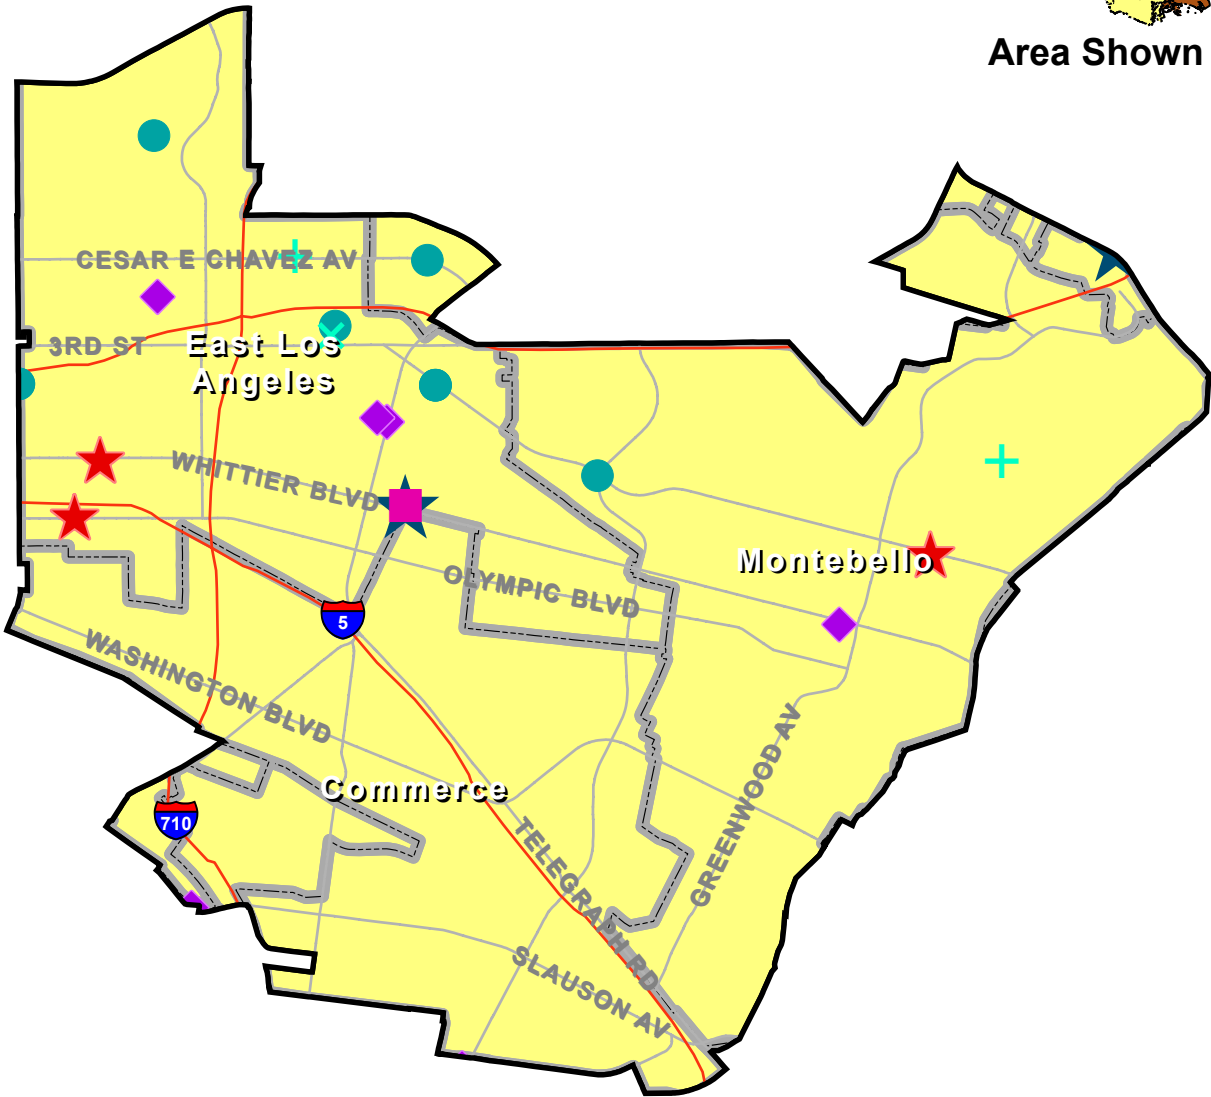 Area Shown
CESAR E CHAVEZ AV
3RD ST
East Los
Angeles
WHITTIER BLVD
Montebello
OLYMPIC BLVD
5
WASHINGTON BLVD
GREENWOOD AV
Commerce
710
TELEGRAPH RD
SLAUSON AV